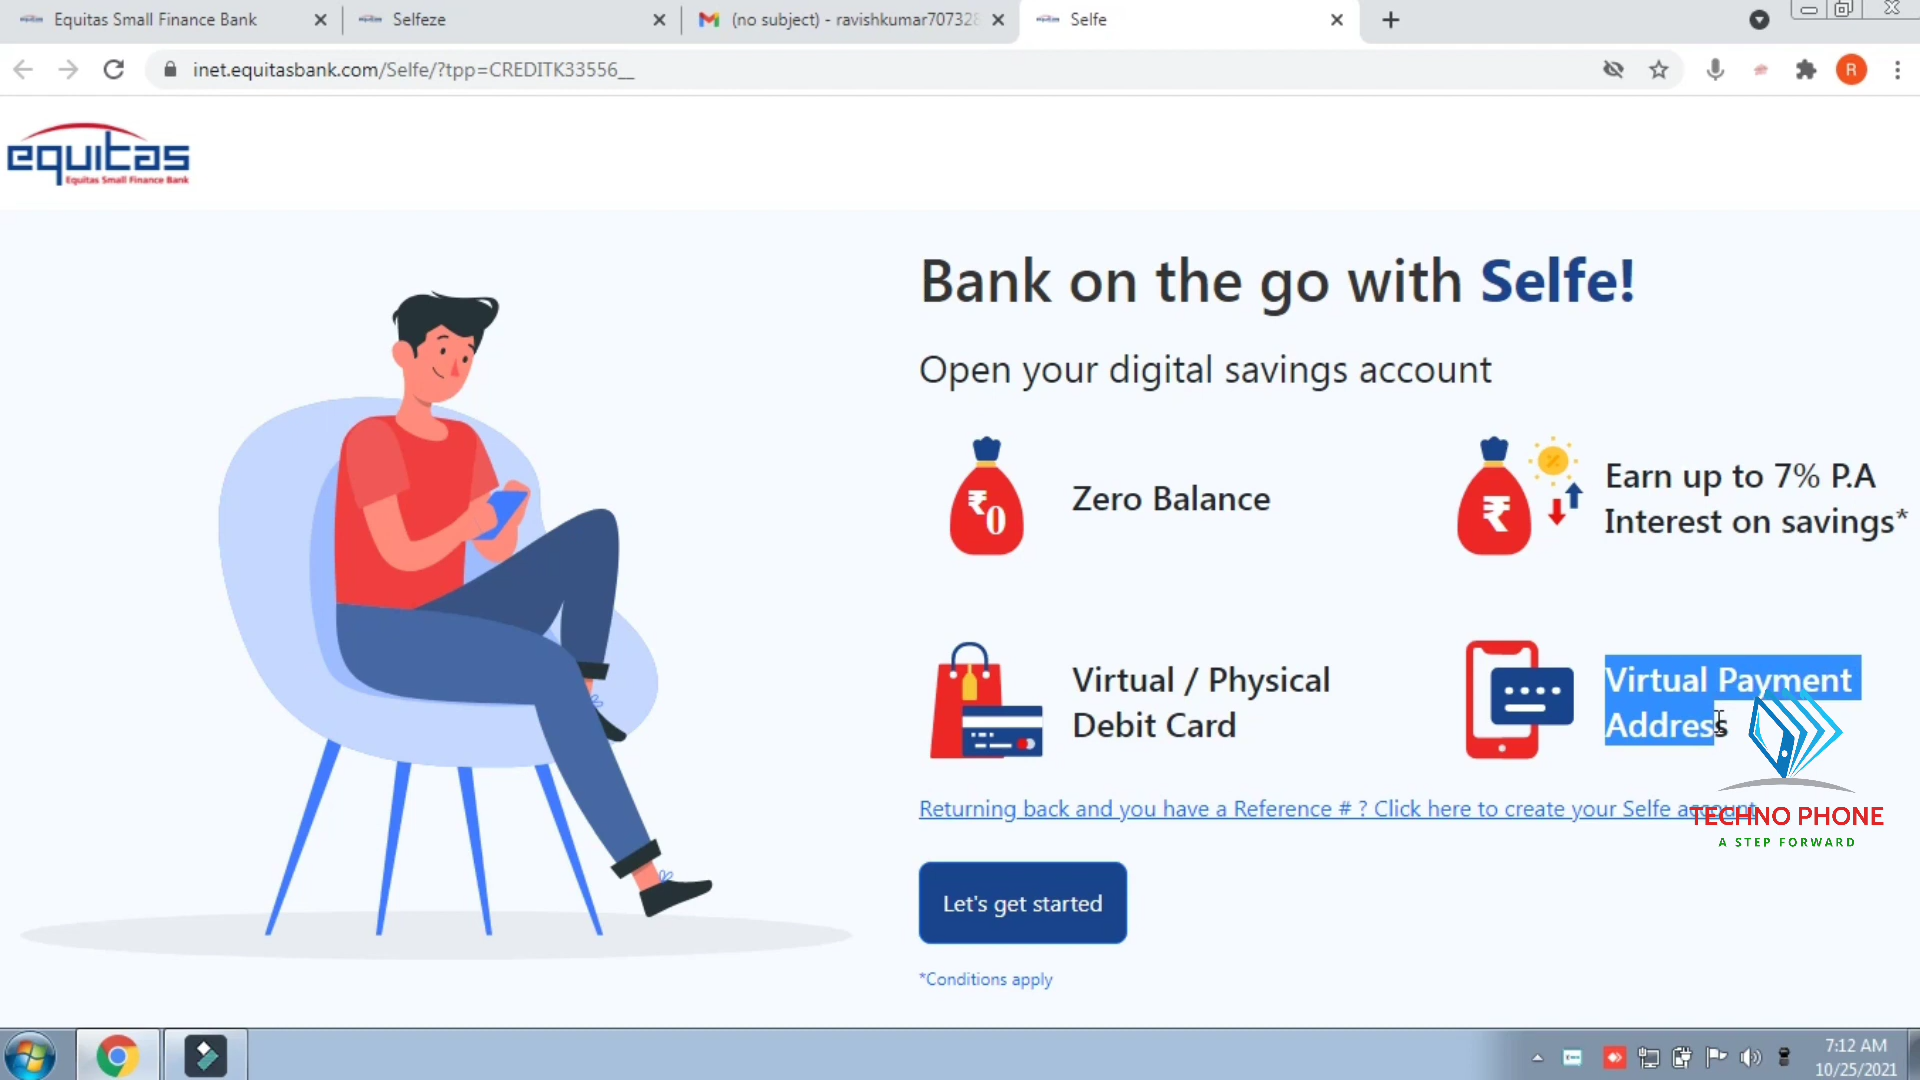 Equitas Small Finance Bank
Selfeze
(no subject) - ravishkumar707328
Selfe
inet.equitasbank.com/Selfe/?tpp=CREDITK33556__
R
equitas
Equitas Small Finance Bank
Bank on the go with Selfe!
Open your digital savings account
₹0
Zero Balance
₹
Earn up to 7% P.A
Interest on savings*
Virtual / Physical
Debit Card
Virtual Payment
Address
Returning back and you have a Reference # ? Click here to create your Selfe account
TECHNO PHONE
A STEP FORWARD
Let's get started
*Conditions apply
7:12 AM
10/25/2021